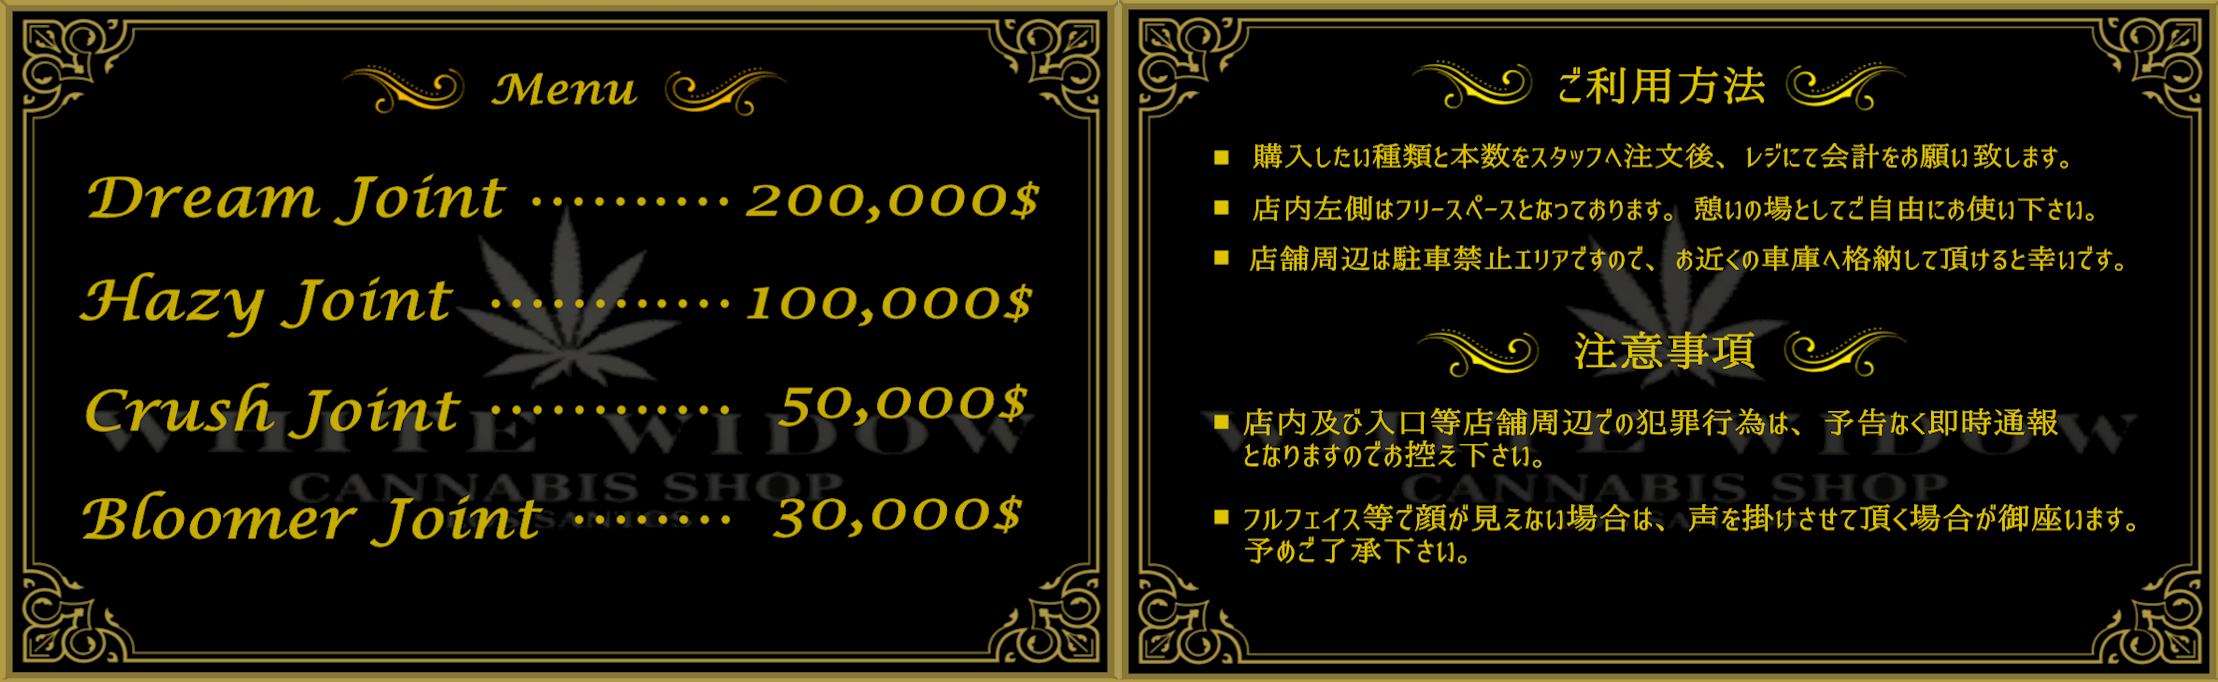 Menu
Dream Joint ·········· 200,000$
Hazy Joint ············ 100,000$
Crush Joint ············ 50,000$
Bloomer Joint ········ 30,000$
WHITE WIDOW
CANNABIS SHOP
LOS SANTOS
ご利用方法
■ 購入したい種類と本数をスタッフへ注文後、レジにて会計をお願い致します。
■ 店内左側はフリースペースとなっております。憩いの場としてご自由にお使い下さい。
■ 店舗周辺は駐車禁止エリアですので、お近くの車庫へ格納して頂けると幸いです。
注意事項
■ 店内及び入口等店舗周辺での犯罪行為は、予告なく即時通報
となりますのでお控え下さい。
■ フルフェイス等で顔が見えない場合は、声を掛けさせて頂く場合が御座います。
予めご了承下さい。
WHITE WIDOW
CANNABIS SHOP